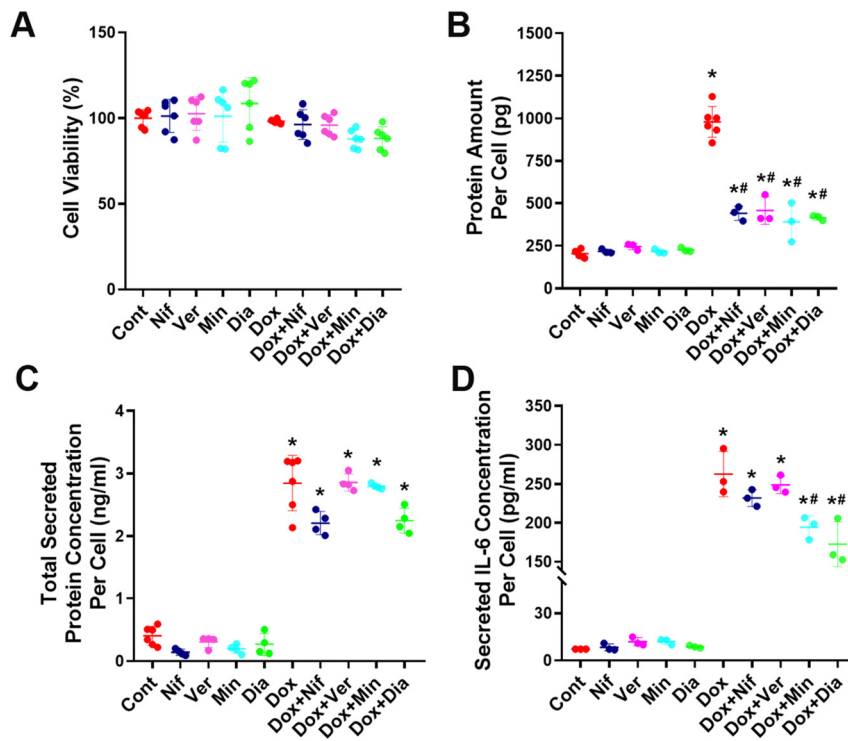 A
Cell Viability (%)
150
100
50
0
Cont
Nif
Ver
Min
Dia
Dox
Dox+Nif
Dox+Ver
Dox+Min
Dox+Dia
B
Protein Amount
Per Cell (pg)
1500
1250
1000
750
500
250
0
*
*#
*#
*#
*#
Cont
Nif
Ver
Min
Dia
Dox
Dox+Nif
Dox+Ver
Dox+Min
Dox+Dia
C
Total Secreted
Protein Concentration
Per Cell (ng/ml)
4
3
2
1
0
*
*
*
*
*
Cont
Nif
Ver
Min
Dia
Dox
Dox+Nif
Dox+Ver
Dox+Min
Dox+Dia
D
Secreted IL-6 Concentration
Per Cell (pg/ml)
350
300
250
200
150
30
0
*
*
*
*#
*#
Cont
Nif
Ver
Min
Dia
Dox
Dox+Nif
Dox+Ver
Dox+Min
Dox+Dia